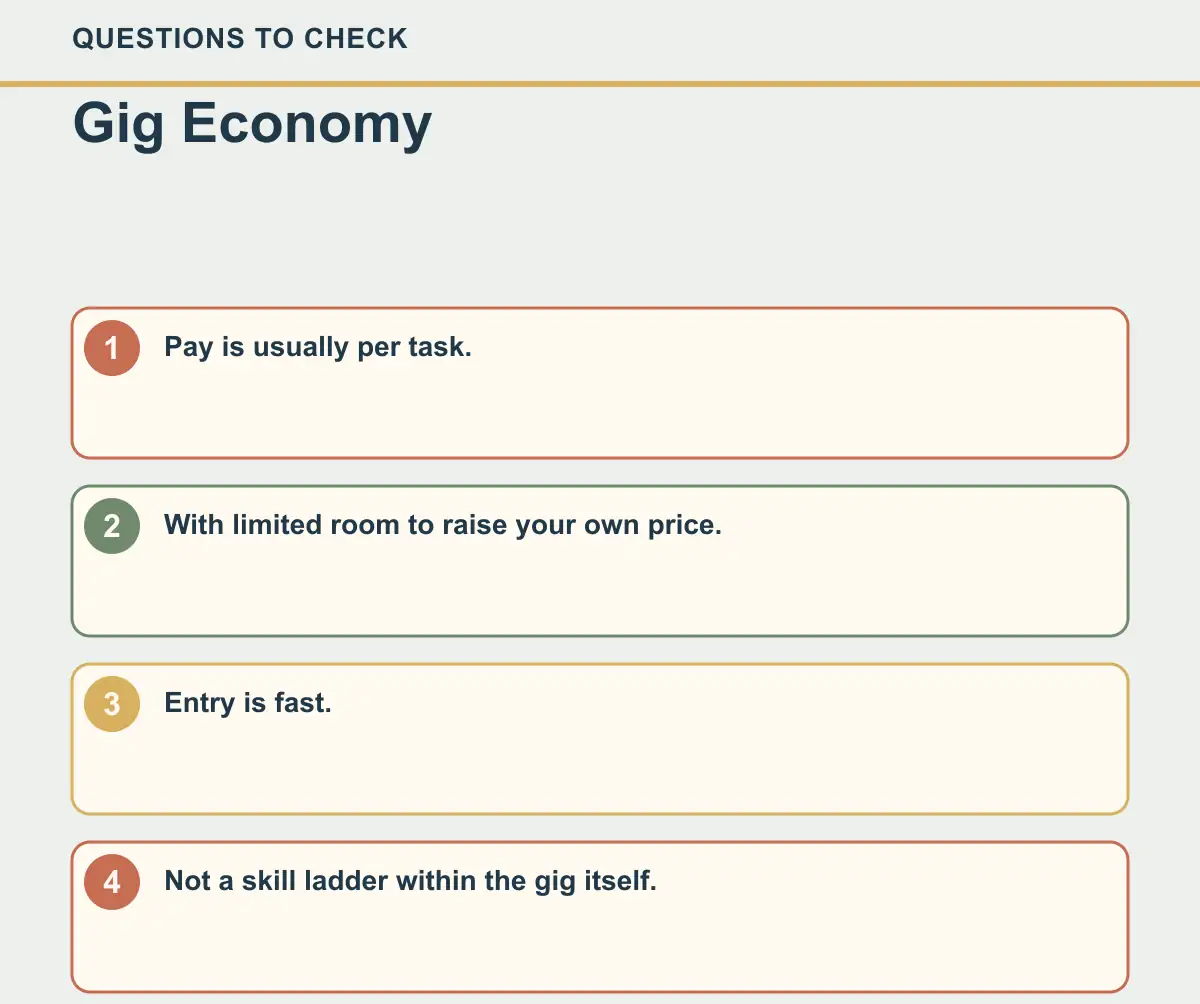 QUESTIONS TO CHECK
Gig Economy
1 Pay is usually per task.
2 With limited room to raise your own price.
3 Entry is fast.
4 Not a skill ladder within the gig itself.